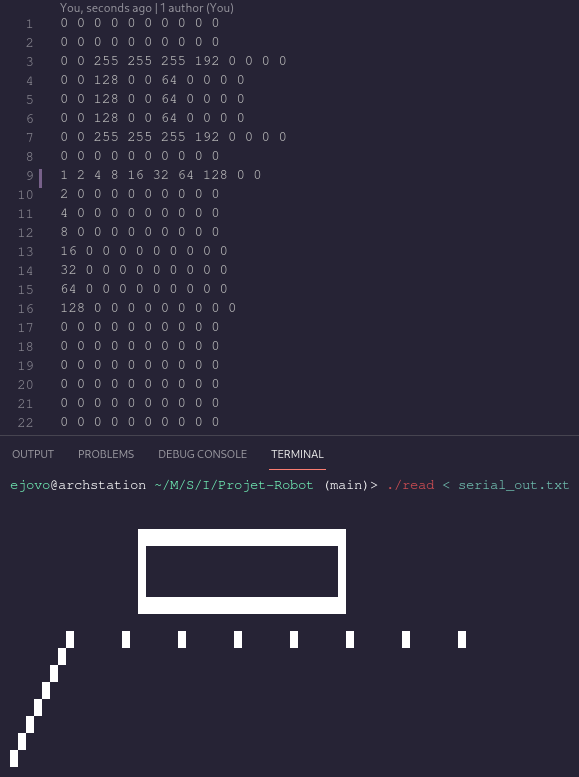 You, seconds ago | 1 author (You)
1 0 0 0 0 0 0 0 0 0 0
2 0 0 0 0 0 0 0 0 0 0
3 0 0 255 255 255 192 0 0 0 0
4 0 0 128 0 0 64 0 0 0 0
5 0 0 128 0 0 64 0 0 0 0
6 0 0 128 0 0 64 0 0 0 0
7 0 0 255 255 255 192 0 0 0 0
8 0 0 0 0 0 0 0 0 0 0
9 1 2 4 8 16 32 64 128 0 0
10 2 0 0 0 0 0 0 0 0 0
11 4 0 0 0 0 0 0 0 0 0
12 8 0 0 0 0 0 0 0 0 0
13 16 0 0 0 0 0 0 0 0 0
14 32 0 0 0 0 0 0 0 0 0
15 64 0 0 0 0 0 0 0 0 0
16 128 0 0 0 0 0 0 0 0 0
17 0 0 0 0 0 0 0 0 0 0
18 0 0 0 0 0 0 0 0 0 0
19 0 0 0 0 0 0 0 0 0 0
20 0 0 0 0 0 0 0 0 0 0
21 0 0 0 0 0 0 0 0 0 0
22 0 0 0 0 0 0 0 0 0 0
OUTPUT PROBLEMS DEBUG CONSOLE TERMINAL
ejovo@archstation ~/M/S/I/Projet-Robot (main)> ./read < serial_out.txt